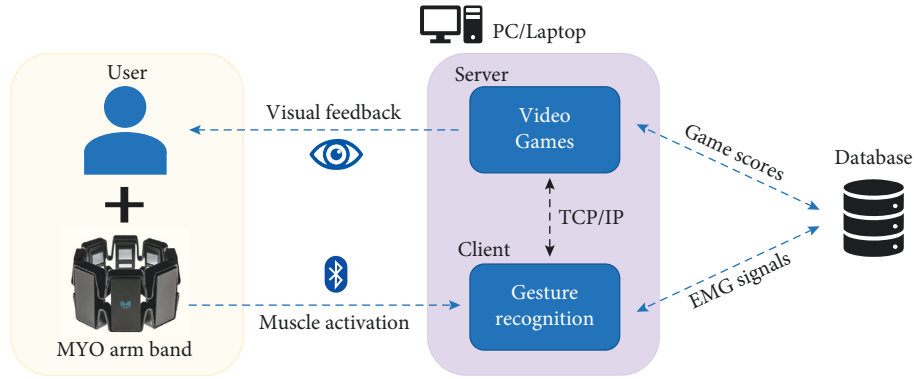 PC/Laptop
User
Server
Visual feedback
Video
Games
Game scores
Database
TCP/IP
Client
Gesture
recognition
EMG signals
Muscle activation
MYO arm band